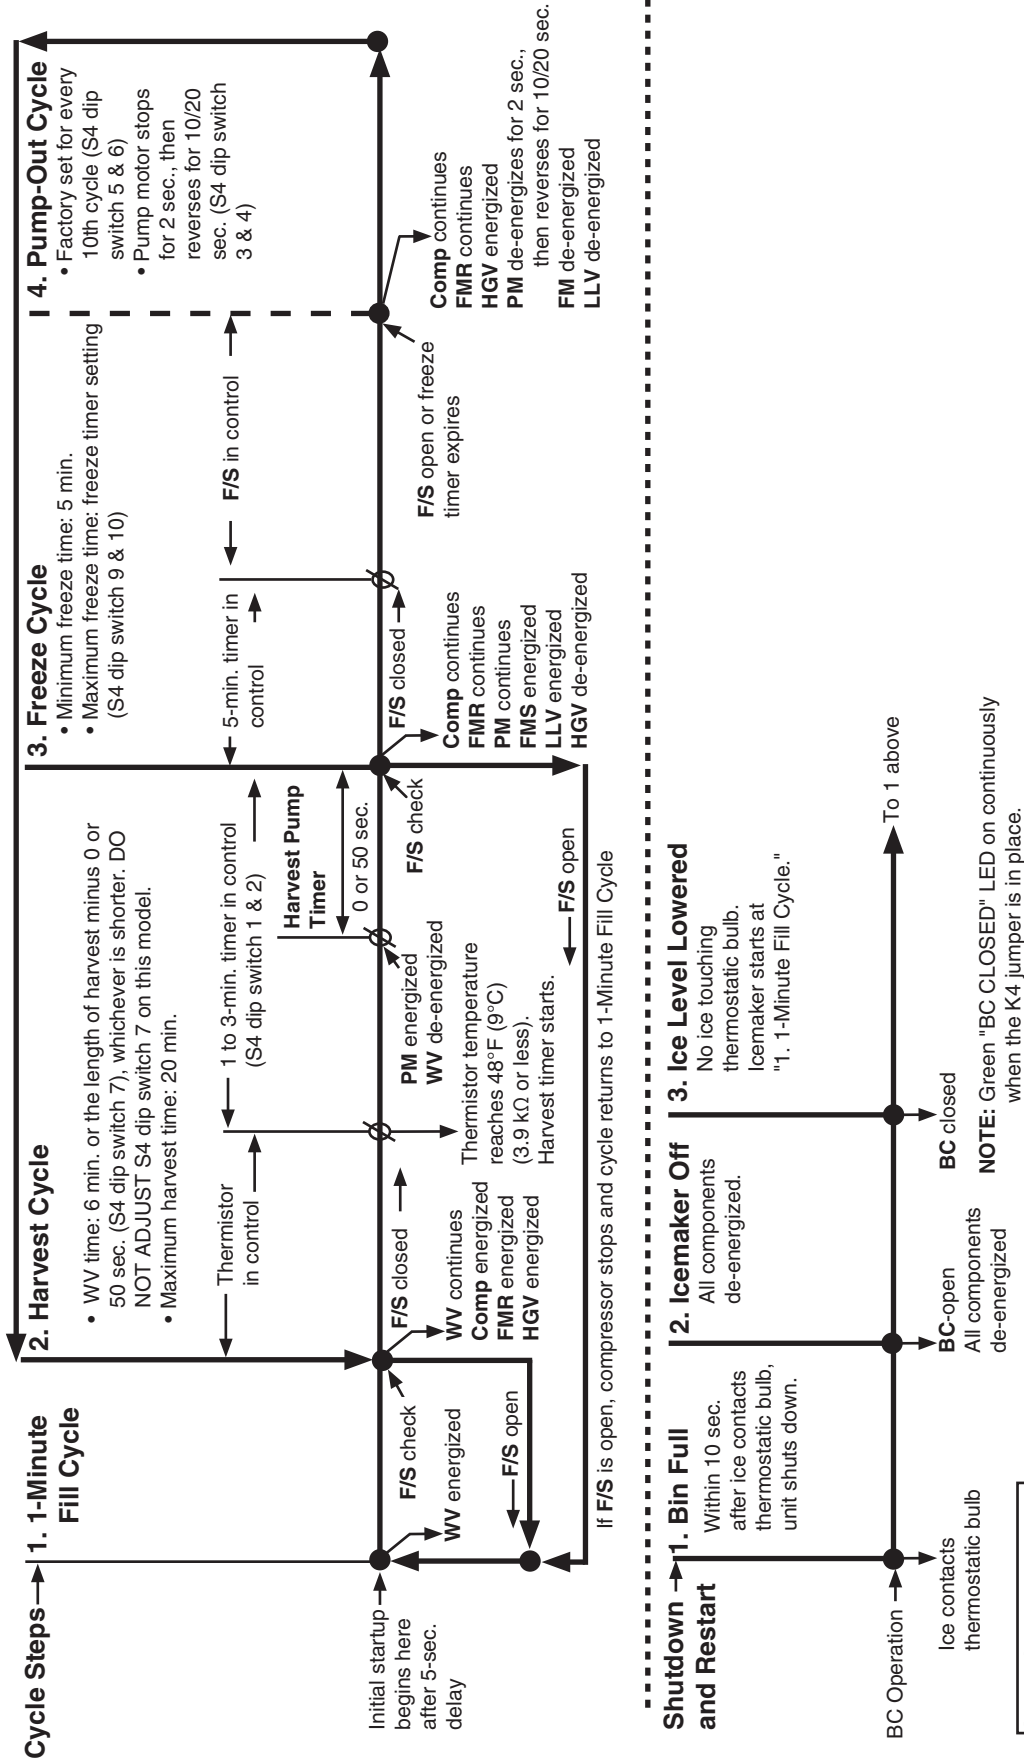 Cycle Steps
1. 1-Minute
Fill Cycle
2. Harvest Cycle
• WV time: 6 min. or the length of harvest minus 0 or
50 sec. (S4 dip switch 7), whichever is shorter. DO
NOT ADJUST S4 dip switch 7 on this model.
• Maximum harvest time: 20 min.
3. Freeze Cycle
• Minimum freeze time: 5 min.
• Maximum freeze time: freeze timer setting
(S4 dip switch 9 & 10)
4. Pump-Out Cycle
• Factory set for every
10th cycle (S4 dip
switch 5 & 6)
• Pump motor stops
for 2 sec., then
reverses for 10/20
sec. (S4 dip switch
3 & 4)
Thermistor
in control
1 to 3-min. timer in control
(S4 dip switch 1 & 2)
5-min. timer in
control
F/S in control
Harvest Pump
Timer
0 or 50 sec.
Initial startup
begins here
after 5-sec.
delay
WV energized
F/S check
F/S open
F/S closed
WV continues
Comp energized
FMR energized
HGV energized
PM energized
WV de-energized
Thermistor temperature
reaches 48°F (9°C)
(3.9 kΩ or less).
Harvest timer starts.
F/S check
F/S open
F/S closed
Comp continues
FMR continues
PM continues
FMS energized
LLV energized
HGV de-energized
F/S open or freeze
timer expires
Comp continues
FMR continues
HGV energized
PM de-energizes for 2 sec.,
then reverses for 10/20 sec.
FM de-energized
LLV de-energized
If F/S is open, compressor stops and cycle returns to 1-Minute Fill Cycle
Shutdown
and Restart
1. Bin Full
Within 10 sec.
after ice contacts
thermostatic bulb,
unit shuts down.
2. Icemaker Off
All components
de-energized.
3. Ice Level Lowered
No ice touching
thermostatic bulb.
Icemaker starts at
"1. 1-Minute Fill Cycle."
BC Operation
To 1 above
Ice contacts
thermostatic bulb
BC-open
All components
de-energized
BC closed
NOTE: Green "BC CLOSED" LED on continuously
when the K4 jumper is in place.